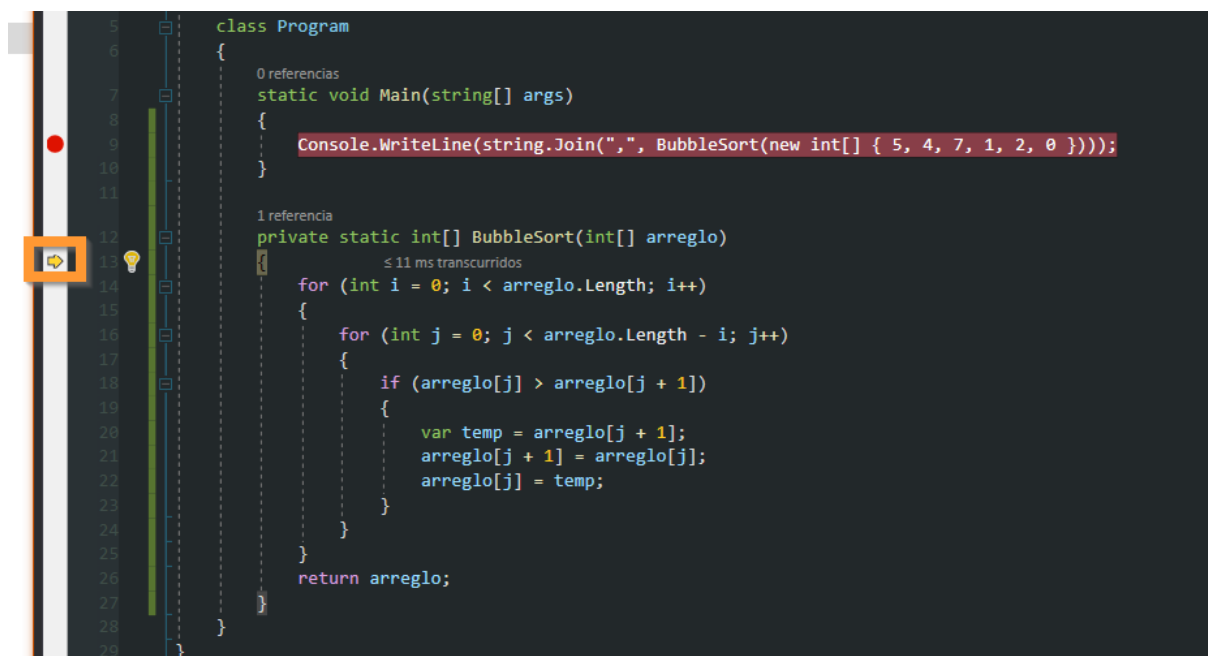 5 class Program
6 {
0 referencias
7 static void Main(string[] args)
8 {
9 Console.WriteLine(string.Join(",", BubbleSort(new int[] { 5, 4, 7, 1, 2, 0 })));
10 }
11
1 referencia
12 private static int[] BubbleSort(int[] arreglo)
13 { ≤ 11 ms transcurridos
14 for (int i = 0; i < arreglo.Length; i++)
15 {
16 for (int j = 0; j < arreglo.Length - i; j++)
17 {
18 if (arreglo[j] > arreglo[j + 1])
19 {
20 var temp = arreglo[j + 1];
21 arreglo[j + 1] = arreglo[j];
22 arreglo[j] = temp;
23 }
24 }
25 }
26 return arreglo;
27 }
28 }
29 }